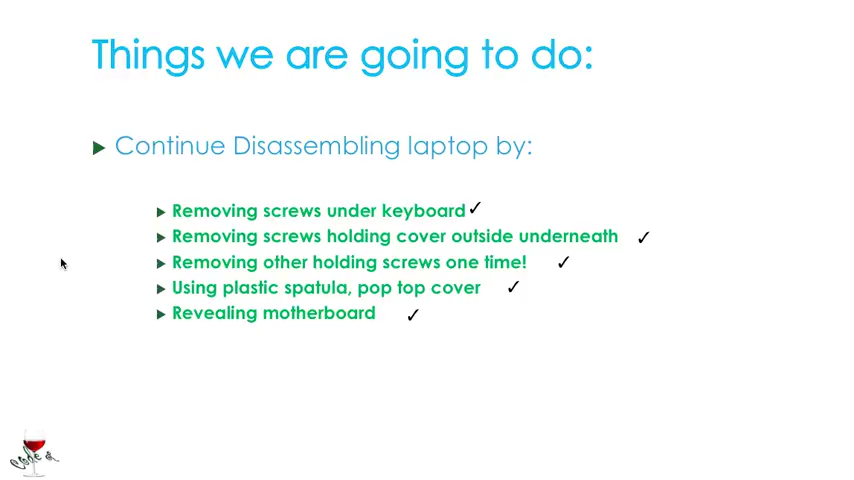 Things we are going to do:
Continue Disassembling laptop by:
Removing screws under keyboard ✓
Removing screws holding cover outside underneath ✓
Removing other holding screws one time! ✓
Using plastic spatula, pop top cover ✓
Revealing motherboard ✓
Code